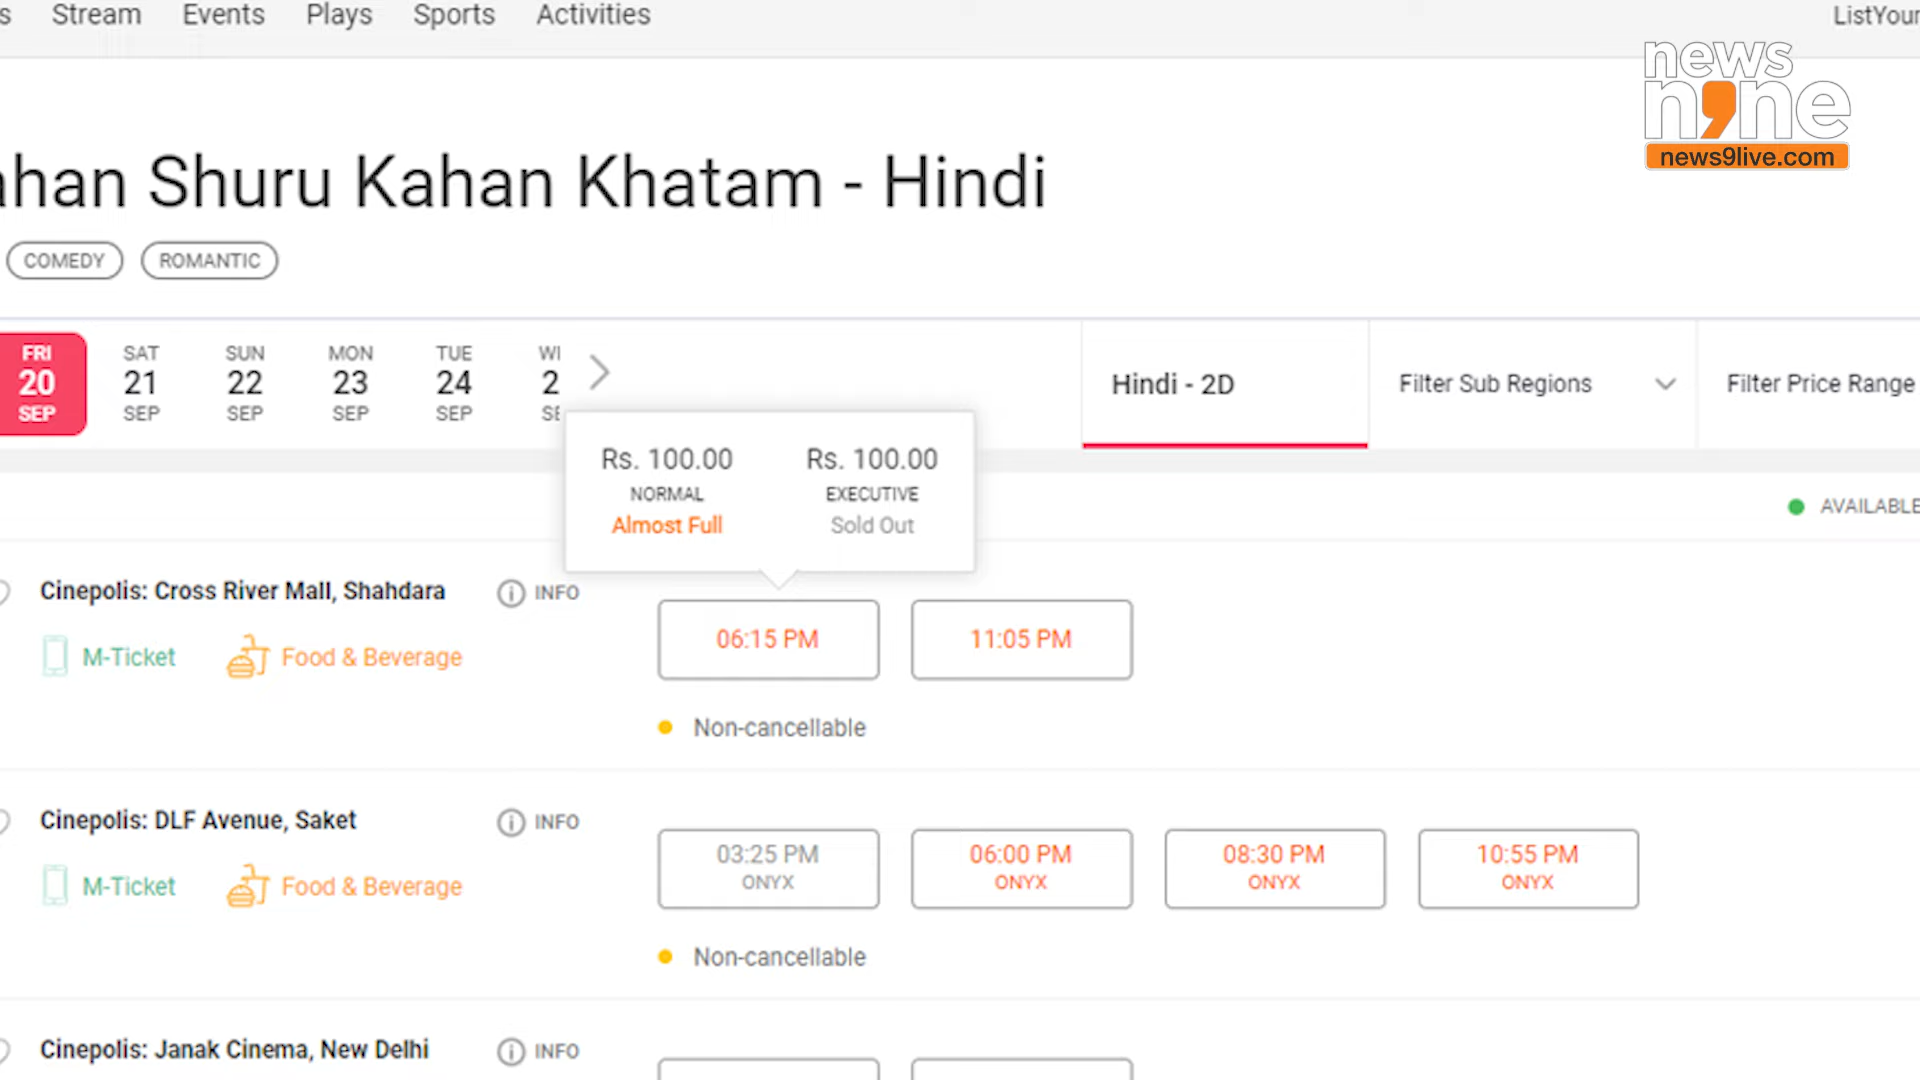 Stream Events Plays Sports Activities
news
n9ne
news9live.com
Shuru Kahan Khatam - Hindi
COMEDY ROMANTIC
FRI SAT SUN MON TUE
20 21 22 23 24
SEP SEP SEP SEP SEP
Hindi - 2D
Filter Sub Regions
Filter Price Range
Rs. 100.00 Rs. 100.00
NORMAL EXECUTIVE
Almost Full Sold Out
AVAILABLE
Cinepolis: Cross River Mall, Shahdara
INFO
M-Ticket Food & Beverage
06:15 PM 11:05 PM
Non-cancellable
Cinepolis: DLF Avenue, Saket
INFO
M-Ticket Food & Beverage
03:25 PM 06:00 PM 08:30 PM 10:55 PM
ONYX ONYX ONYX ONYX
Non-cancellable
Cinepolis: Janak Cinema, New Delhi
INFO